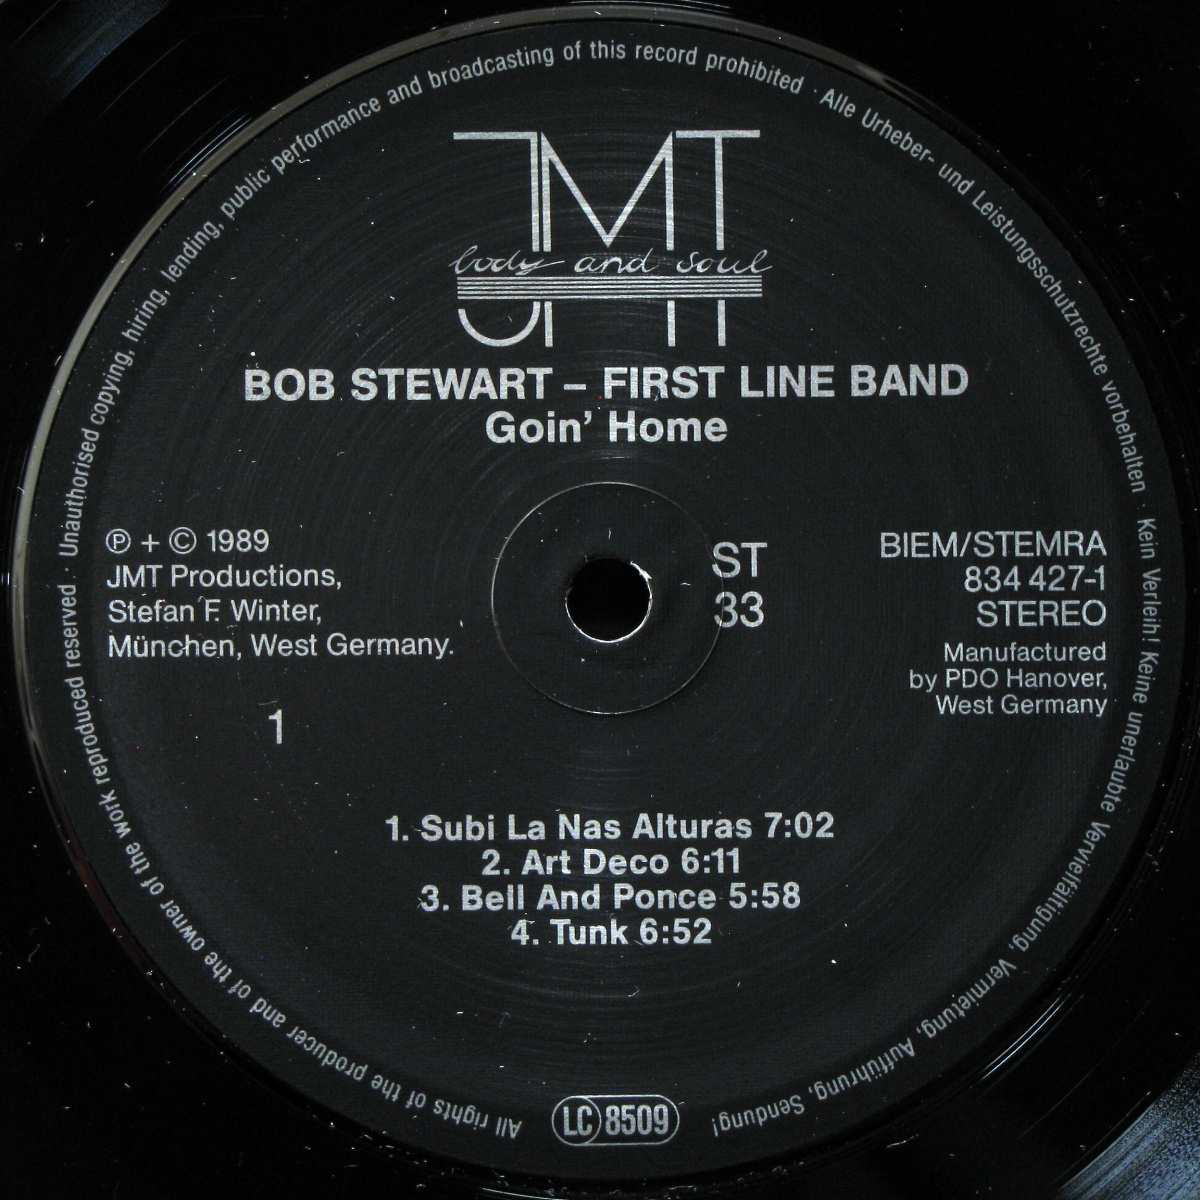 All rights of the producer and of the owner of the work reproduced reserved · Unauthorised copying, hiring, lending, public performance and broadcasting of this record prohibited · Alle Urheber- und Leistungsschutzrechte vorbehalten · Kein Verleih! Keine unerlaubte Vervielfältigung, Vermietung, Aufführung, Sendung!
JMT
body and soul
BOB STEWART – FIRST LINE BAND
Goin' Home
℗ + © 1989
JMT Productions,
Stefan F. Winter,
München, West Germany.
1
ST
33
BIEM/STEMRA
834 427-1
STEREO
Manufactured
by PDO Hanover,
West Germany
1. Subi La Nas Alturas 7:02
2. Art Deco 6:11
3. Bell And Ponce 5:58
4. Tunk 6:52
LC 8509